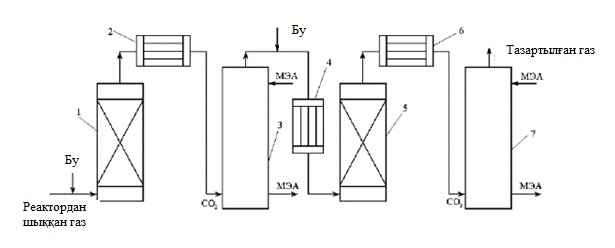 2
Бу
6
Тазартылған газ
МЭА
4
МЭА
1
3
5
7
Бу
МЭА
МЭА
Реактордан
шыққан газ
CO2
CO2